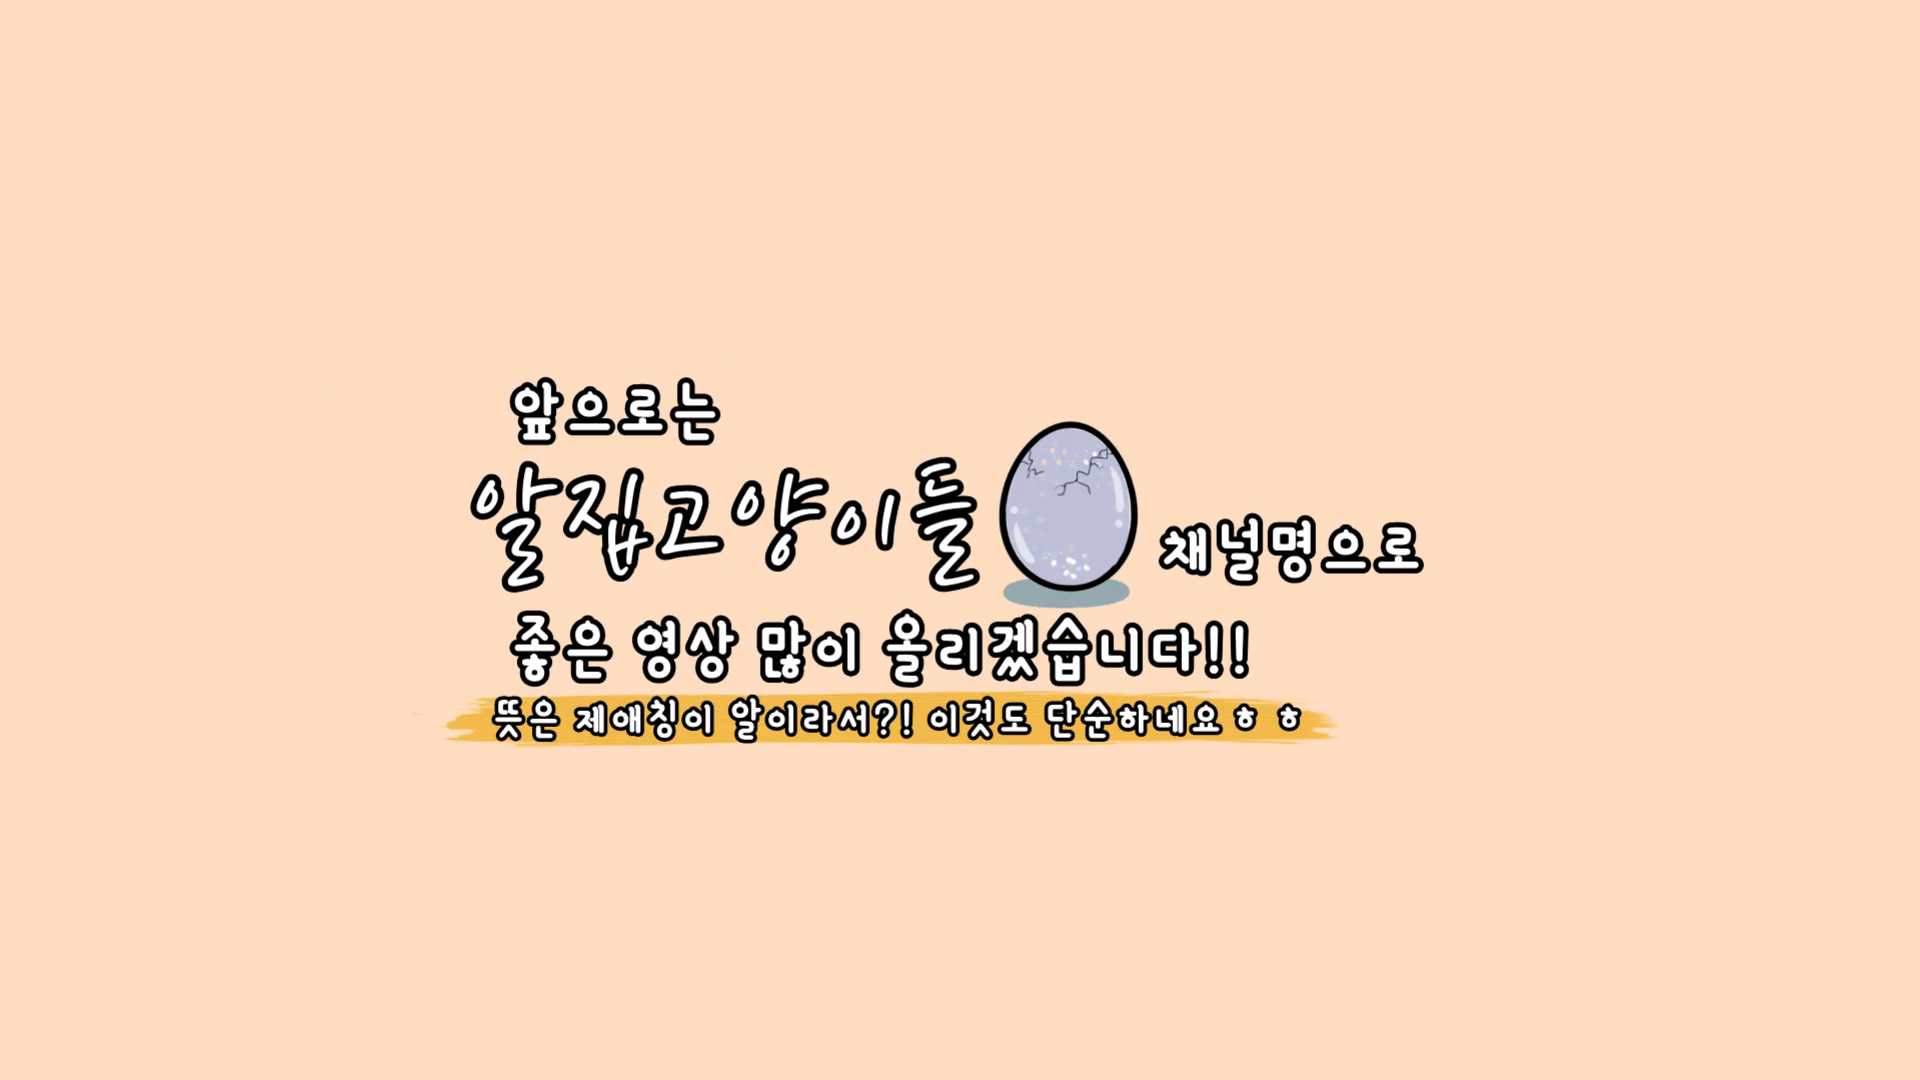 앞으로는
알집고양이들 채널명으로
좋은 영상 많이 올리겠습니다!!
뜻은 제애칭이 알이라서?! 이것도 단순하네요ㅎㅎ